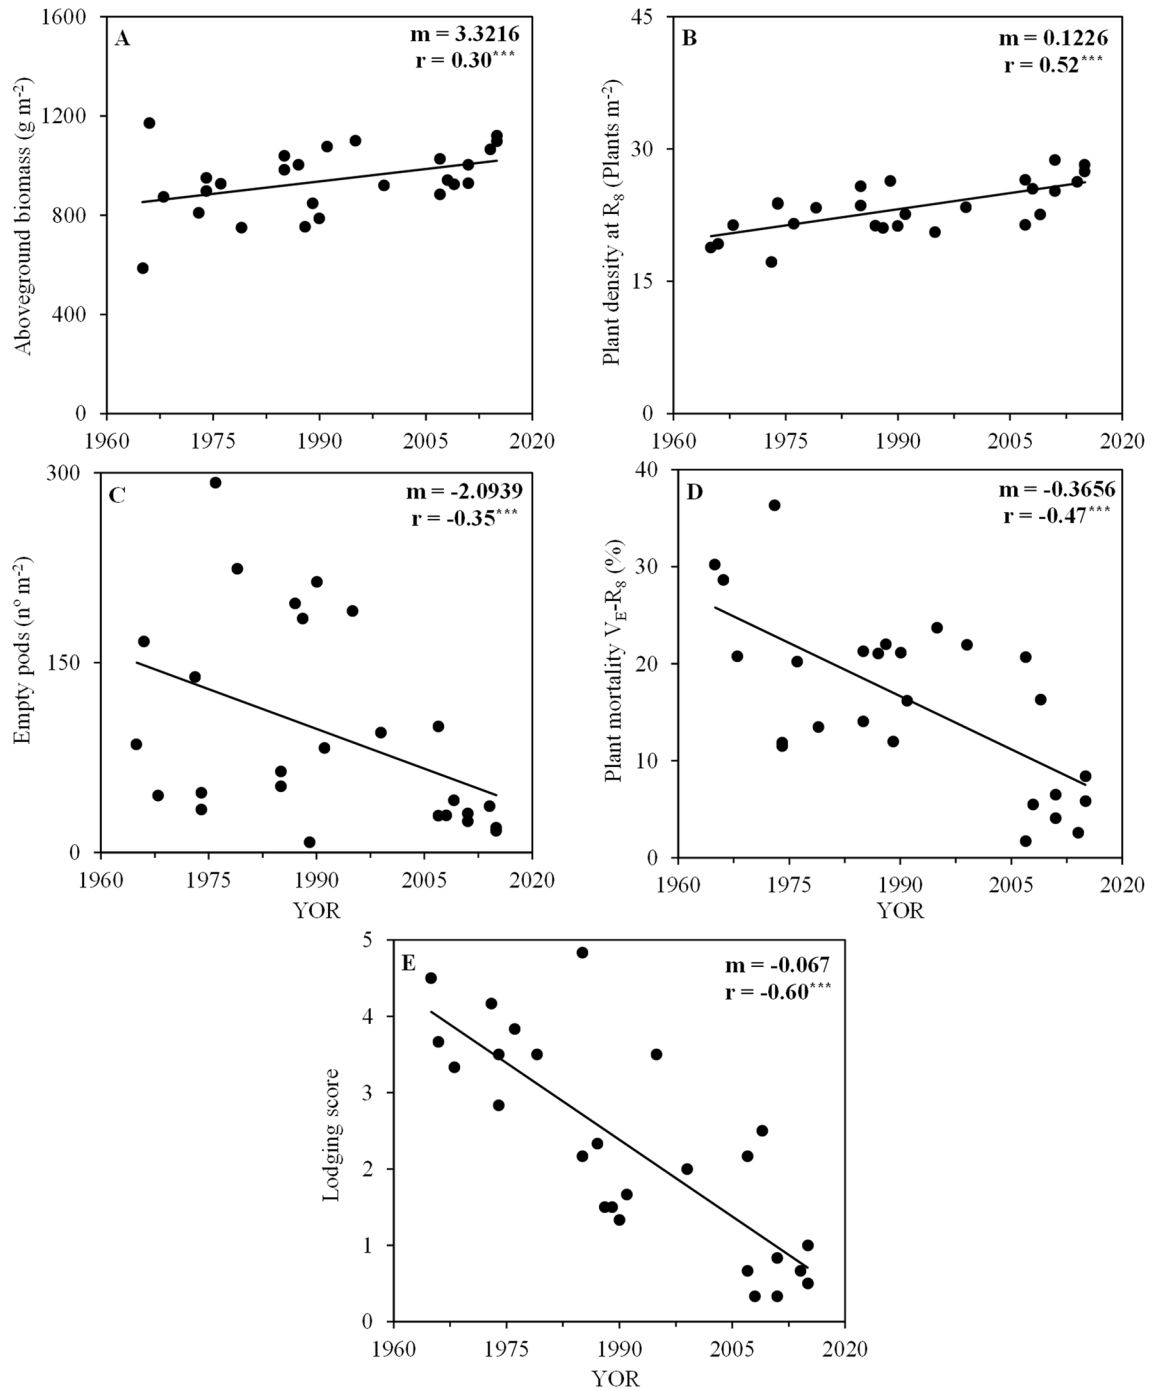 1600
A
m = 3.3216
r = 0.30***
1200
800
400
0
Aboveground biomass (g m⁻²)
1960 1975 1990 2005 2020
45
B
m = 0.1226
r = 0.52***
30
15
0
Plant density at R₈ (Plants m⁻²)
1960 1975 1990 2005 2020
300
C
m = -2.0939
r = -0.35***
150
0
Empty pods (nº m⁻²)
1960 1975 1990 2005 2020
YOR
40
D
m = -0.3656
r = -0.47***
30
20
10
0
Plant mortality V_E-R₈ (%)
1960 1975 1990 2005 2020
YOR
5
E
m = -0.067
r = -0.60***
4
3
2
1
0
Lodging score
1960 1975 1990 2005 2020
YOR